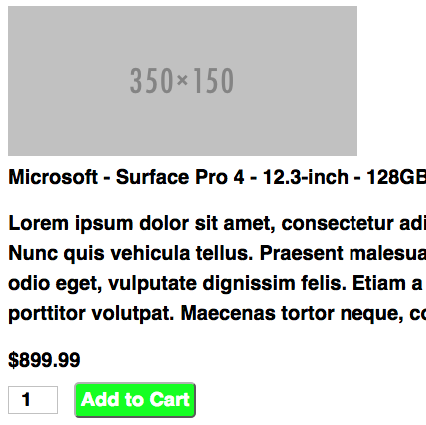 350×150
Microsoft - Surface Pro 4 - 12.3-inch - 128GB
Lorem ipsum dolor sit amet, consectetur adi
Nunc quis vehicula tellus. Praesent malesua
odio eget, vulputate dignissim felis. Etiam a
porttitor volutpat. Maecenas tortor neque, co
$899.99
1 Add to Cart